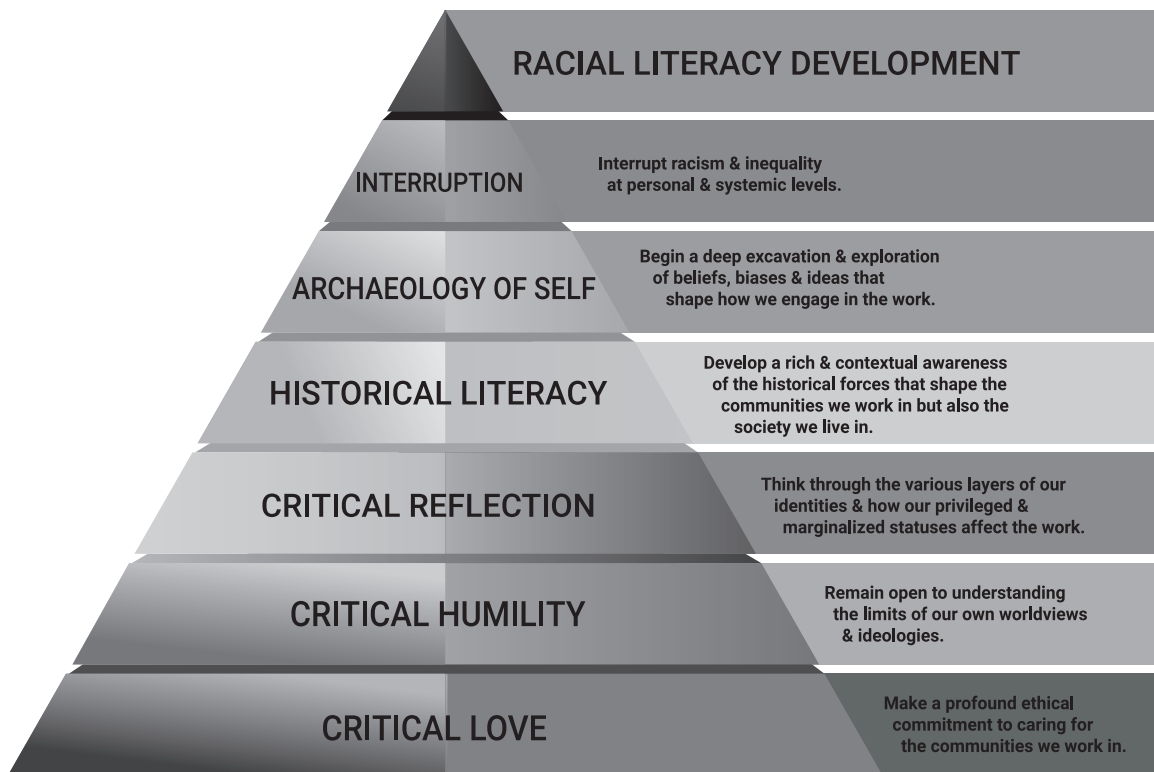 RACIAL LITERACY DEVELOPMENT
INTERRUPTION
Interrupt racism & inequality
at personal & systemic levels.
ARCHAEOLOGY OF SELF
Begin a deep excavation & exploration
of beliefs, biases & ideas that
shape how we engage in the work.
HISTORICAL LITERACY
Develop a rich & contextual awareness
of the historical forces that shape the
communities we work in but also the
society we live in.
CRITICAL REFLECTION
Think through the various layers of our
identities & how our privileged &
marginalized statuses affect the work.
CRITICAL HUMILITY
Remain open to understanding
the limits of our own worldviews
& ideologies.
CRITICAL LOVE
Make a profound ethical
commitment to caring for
the communities we work in.